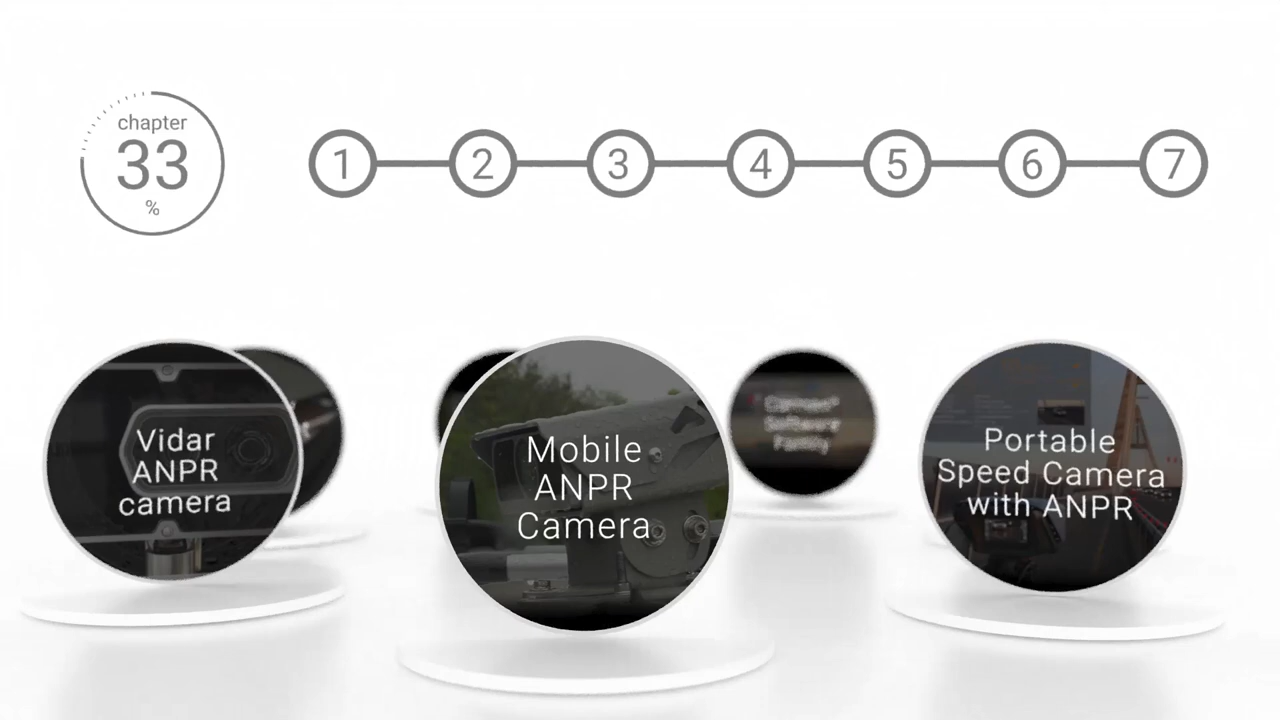 chapter
33
%
1 2 3 4 5 6 7
Vidar
ANPR
camera
Mobile
ANPR
Camera
Software
Portable
Speed Camera
with ANPR